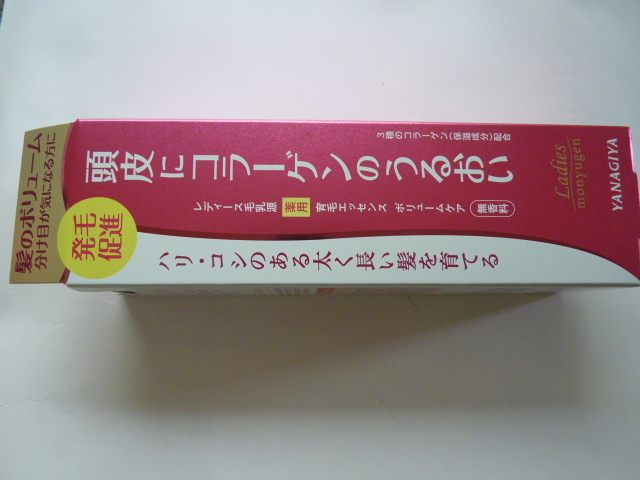 髪のボリューム
分け目が気になる方に
発毛
促進
3種のコラーゲン(保湿成分)配合
頭皮にコラーゲンのうるおい
レディース毛乳源 薬用 育毛エッセンス ボリュームケア 無香料
ハリ・コシのある太く長い髪を育てる
Ladies
monyugen
YANAGIYA